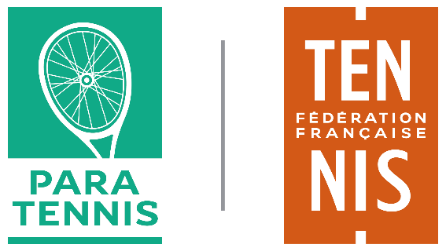 PARA
TENNIS
TEN
FÉDÉRATION
FRANÇAISE
NIS